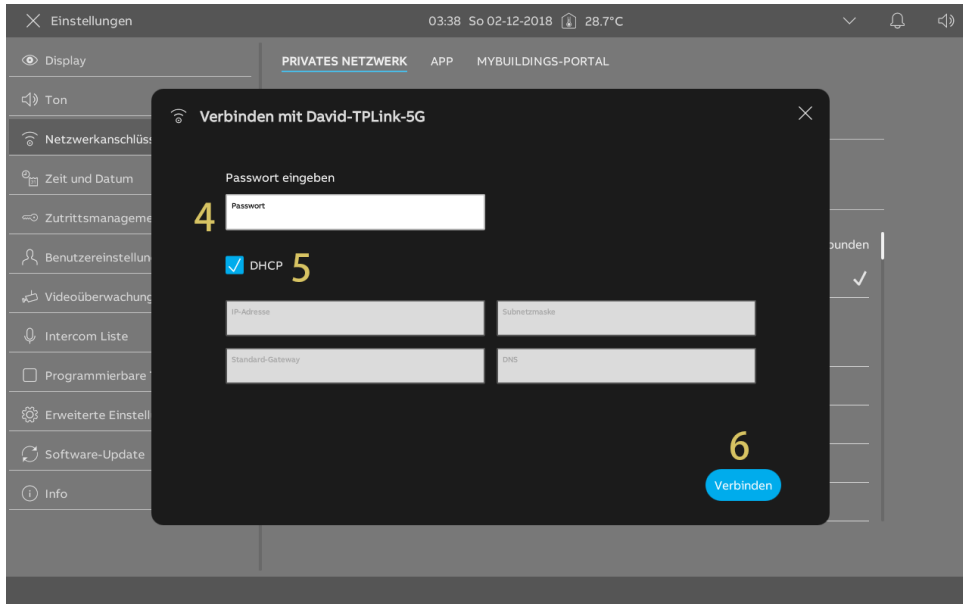 Einstellungen
03:38 So 02-12-2018 28.7°C
Display
PRIVATES NETZWERK APP MYBUILDINGS-PORTAL
Ton
Verbinden mit David-TPLink-5G
Netzwerkanschlüss
Zeit und Datum
Passwort eingeben
4
Passwort
Zutrittsmanageme
Benutzereinstellun
bunden
DHCP
5
Videoüberwachung
IP-Adresse
Subnetzmaske
Intercom Liste
Standard-Gateway
DNS
Programmierbare
Erweiterte Einstell
6
Software-Update
Verbinden
Info